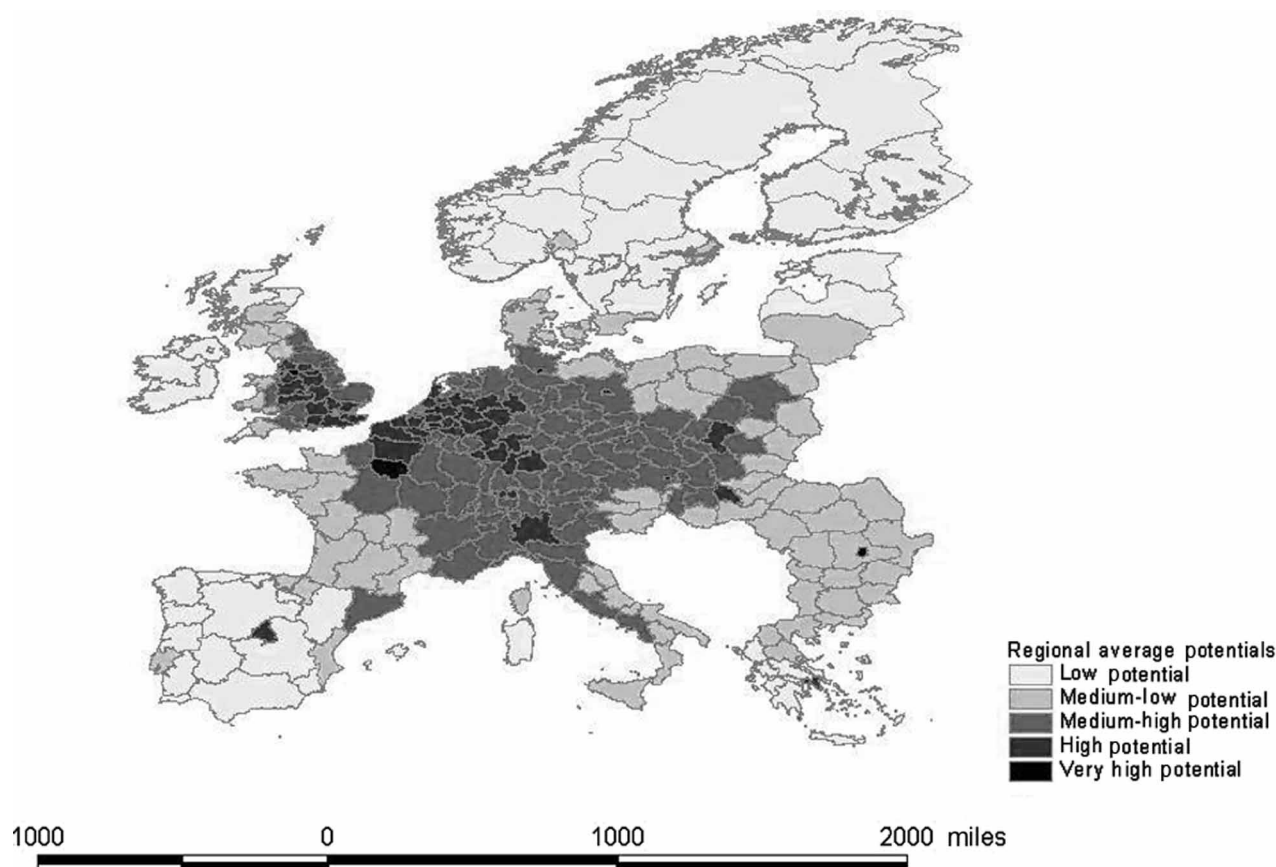 Regional average potentials
Low potential
Medium-low potential
Medium-high potential
High potential
Very high potential
1000 0 1000 2000 miles